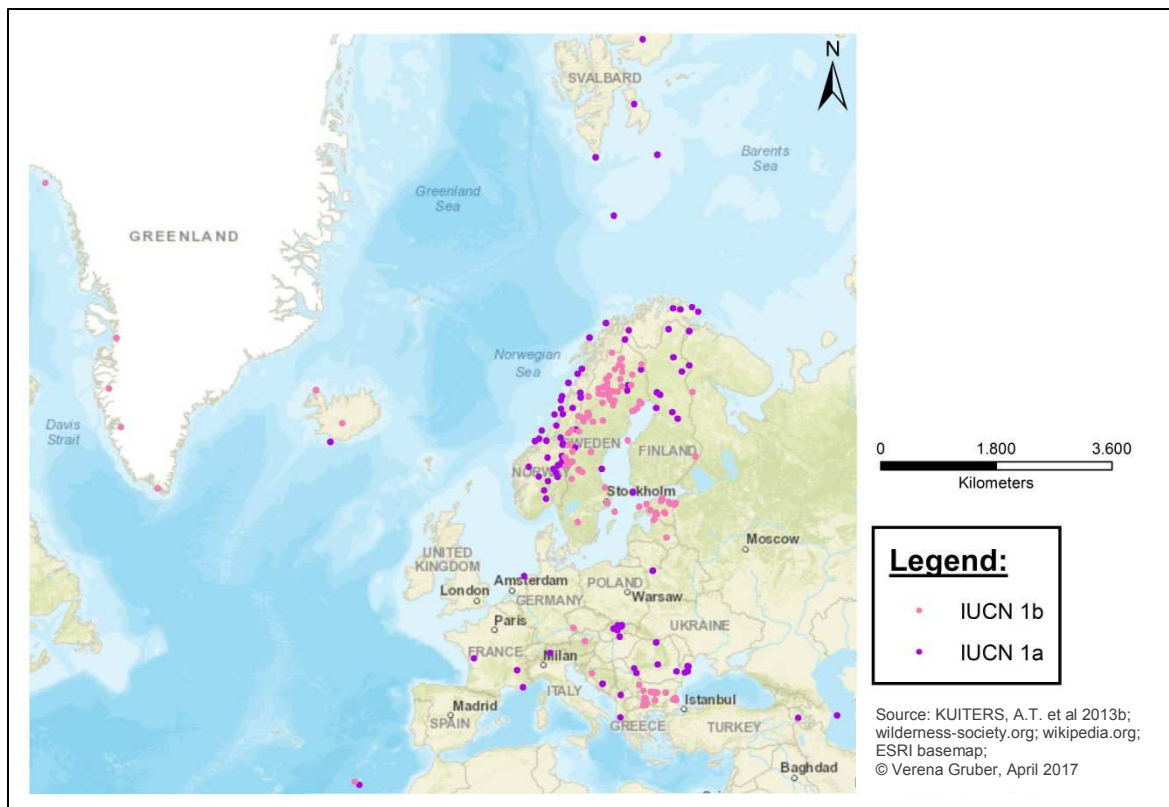 N
SVALBARD
Barents
Sea
Greenland
Sea
GREENLAND
Norwegian
Sea
Davis
Strait
SWEDEN
FINLAND
NORWAY
Stockholm
Moscow
UNITED
KINGDOM
Amsterdam
London
POLAND
Warsaw
GERMANY
Paris
UKRAINE
FRANCE
Milan
ITALY
Madrid
SPAIN
Istanbul
GREECE
TURKEY
Baghdad
0 1.800 3.600
Kilometers
Legend:
IUCN 1b
IUCN 1a
Source: KUITERS, A.T. et al 2013b;
wilderness-society.org; wikipedia.org;
ESRI basemap;
© Verena Gruber, April 2017